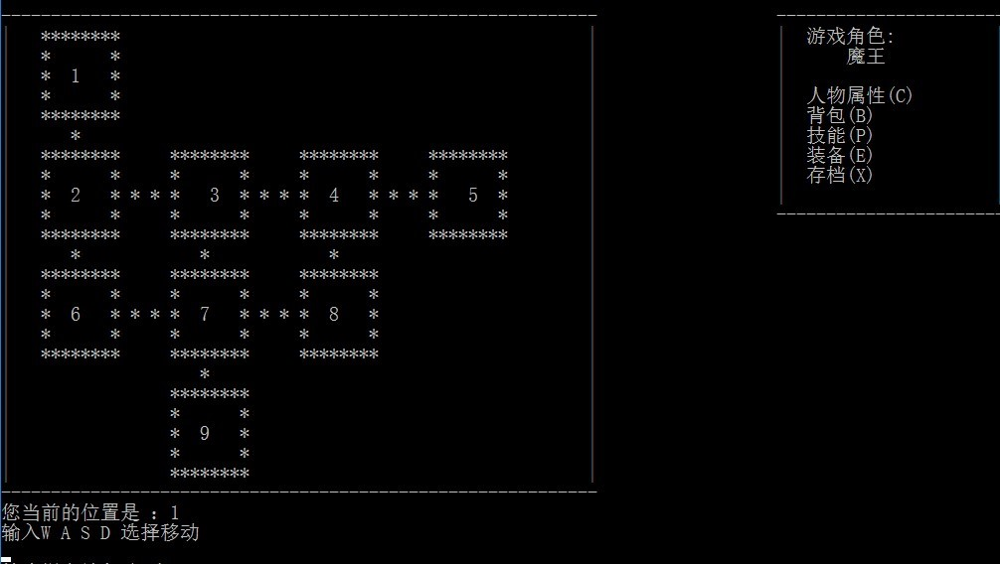 1
2 3 4 5
6 7 8
9
游戏角色:
魔王
人物属性(C)
背包(B)
技能(P)
装备(E)
存档(X)
您当前的位置是 : 1
输入W A S D 选择移动